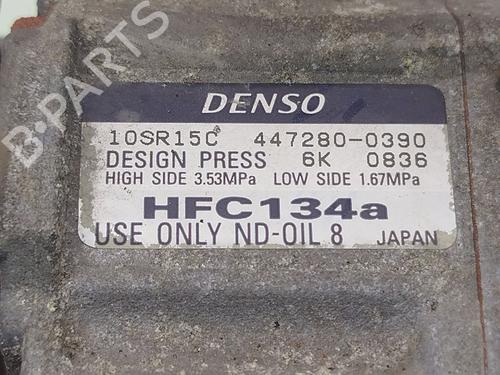 B-PARTS
DENSO
10SR15C 447280-0390
DESIGN PRESS 6K 0836
HIGH SIDE 3.53MPa LOW SIDE 1.67MPa
HFC134a
USE ONLY ND-OIL 8 JAPAN